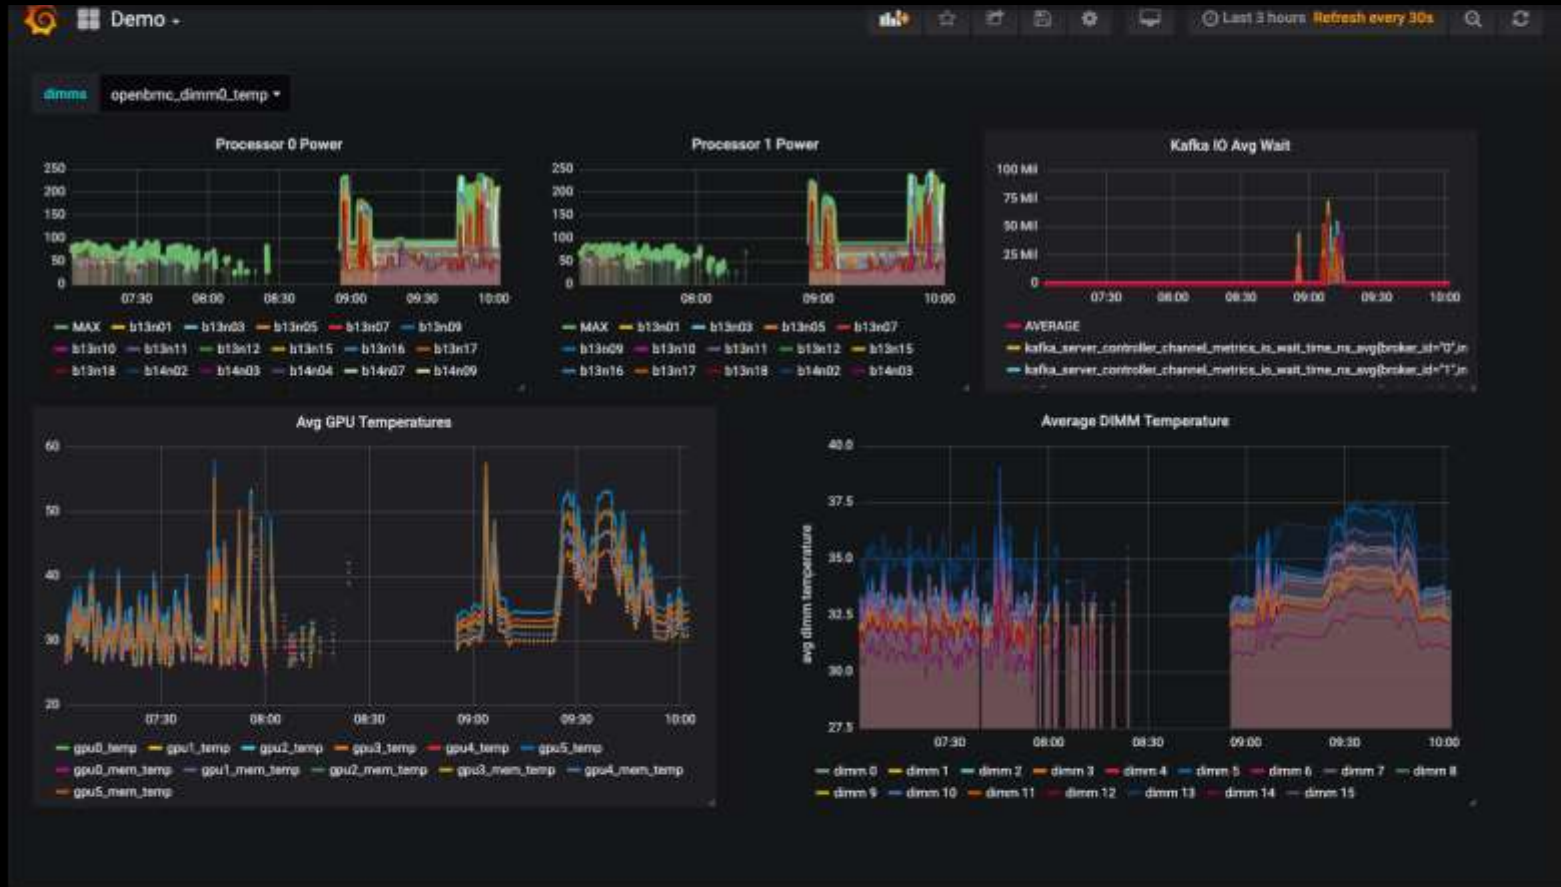 Demo
Last 3 hours Refresh every 30s
dimms openbmc_dimm0_temp
Processor 0 Power
250
200
150
100
50
0
07:30 08:00 08:30 09:00 09:30 10:00
MAX b13n01 b13n03 b13n05 b13n07 b13n09
b13n10 b13n11 b13n12 b13n15 b13n16 b13n17
b13n18 b14n02 b14n03 b14n04 b14n07 b14n09
Processor 1 Power
250
200
150
100
50
0
08:00 09:00 10:00
MAX b13n01 b13n03 b13n05 b13n07
b13n09 b13n10 b13n11 b13n12 b13n15
b13n16 b13n17 b13n18 b14n02 b14n03
Kafka IO Avg Wait
100 Mil
75 Mil
50 Mil
25 Mil
0
07:30 08:00 08:30 09:00 09:30 10:00
AVERAGE
kafka_server_controller_channel_metrics_io_wait_time_ns_avg{broker_id="0",in
kafka_server_controller_channel_metrics_io_wait_time_ns_avg{broker_id="1",in
Avg GPU Temperatures
60
50
40
30
20
07:30 08:00 08:30 09:00 09:30 10:00
gpu0_temp gpu1_temp gpu2_temp gpu3_temp gpu4_temp gpu5_temp
gpu0_mem_temp gpu1_mem_temp gpu2_mem_temp gpu3_mem_temp gpu4_mem_temp
gpu5_mem_temp
Average DIMM Temperature
avg dimm temperature
40.0
37.5
35.0
32.5
30.0
27.5
07:30 08:00 08:30 09:00 09:30 10:00
dimm 0 dimm 1 dimm 2 dimm 3 dimm 4 dimm 5 dimm 6 dimm 7 dimm 8
dimm 9 dimm 10 dimm 11 dimm 12 dimm 13 dimm 14 dimm 15